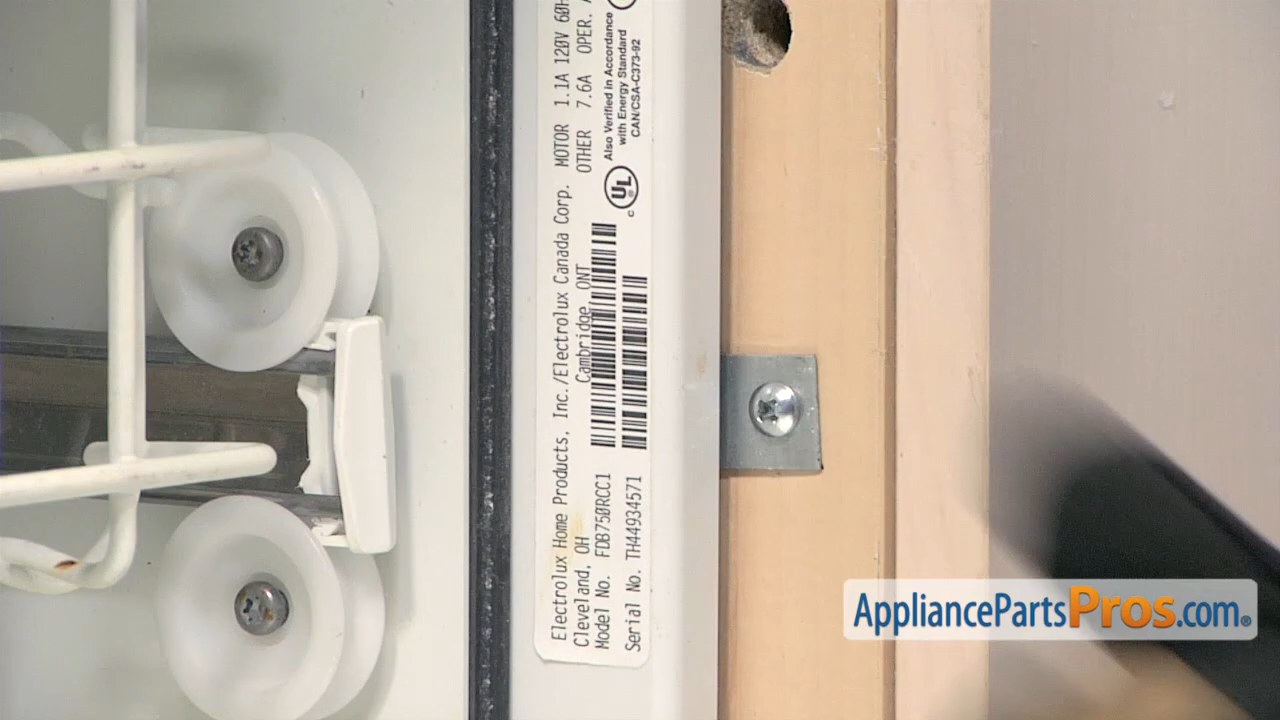 Electrolux Home Products, Inc./Electrolux Canada Corp. MOTOR 1.1A 120V 60H
Cleveland, OH Cambridge, ONT OTHER 7.6A OPER.
Model No. FDB750RCC1
Serial No. TH44934571
c UL
Also Verified in Accordance
with Energy Standard
CAN/CSA-C373-92
AppliancePartsPros.com®